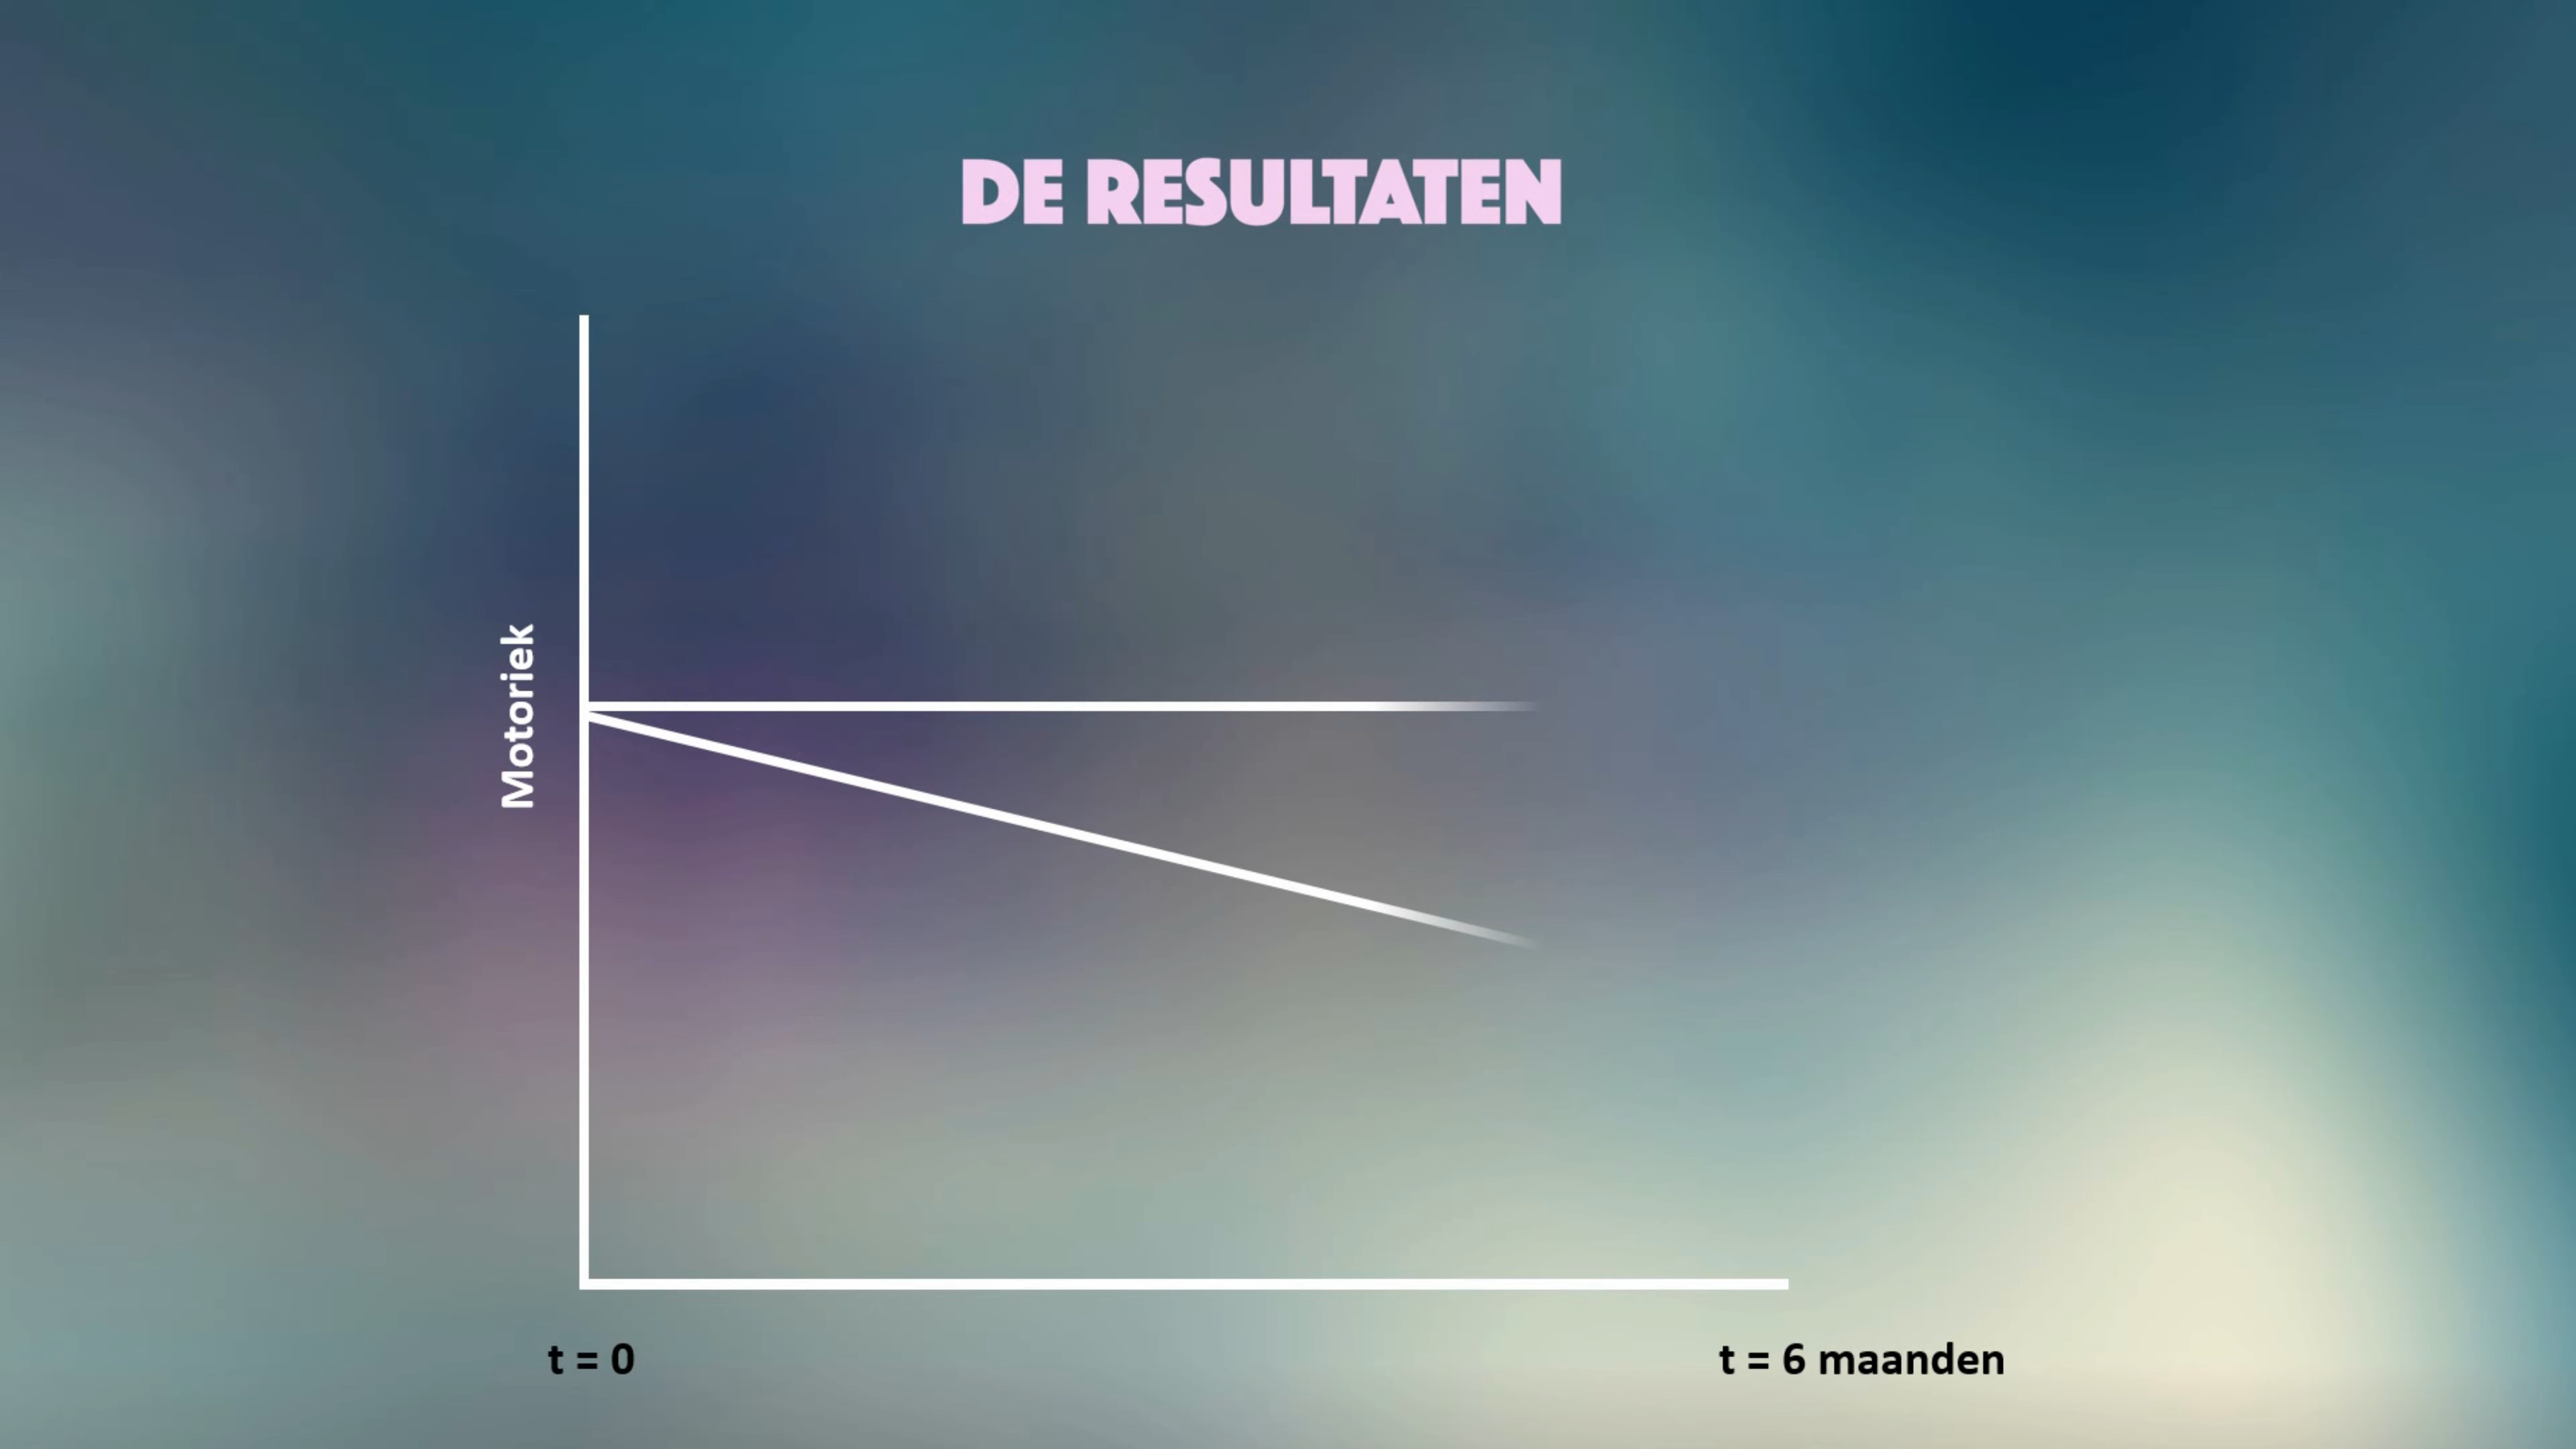 DE RESULTATEN
Motoriek
t = 0
t = 6 maanden